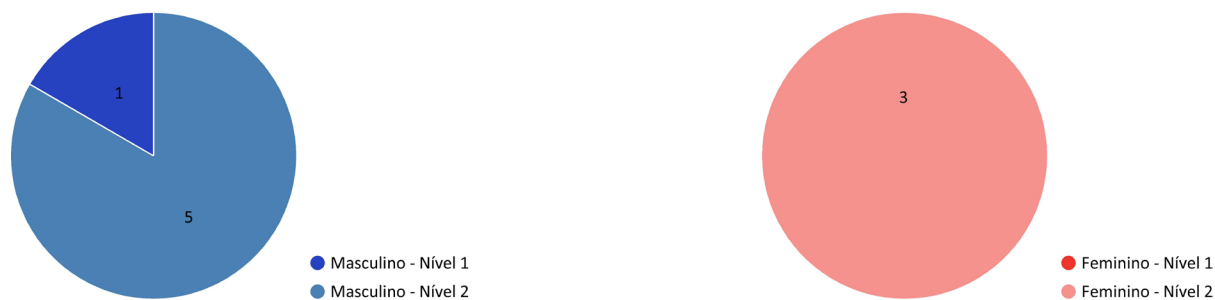 1
5
Masculino - Nível 1
Masculino - Nível 2
3
Feminino - Nível 1
Feminino - Nível 2